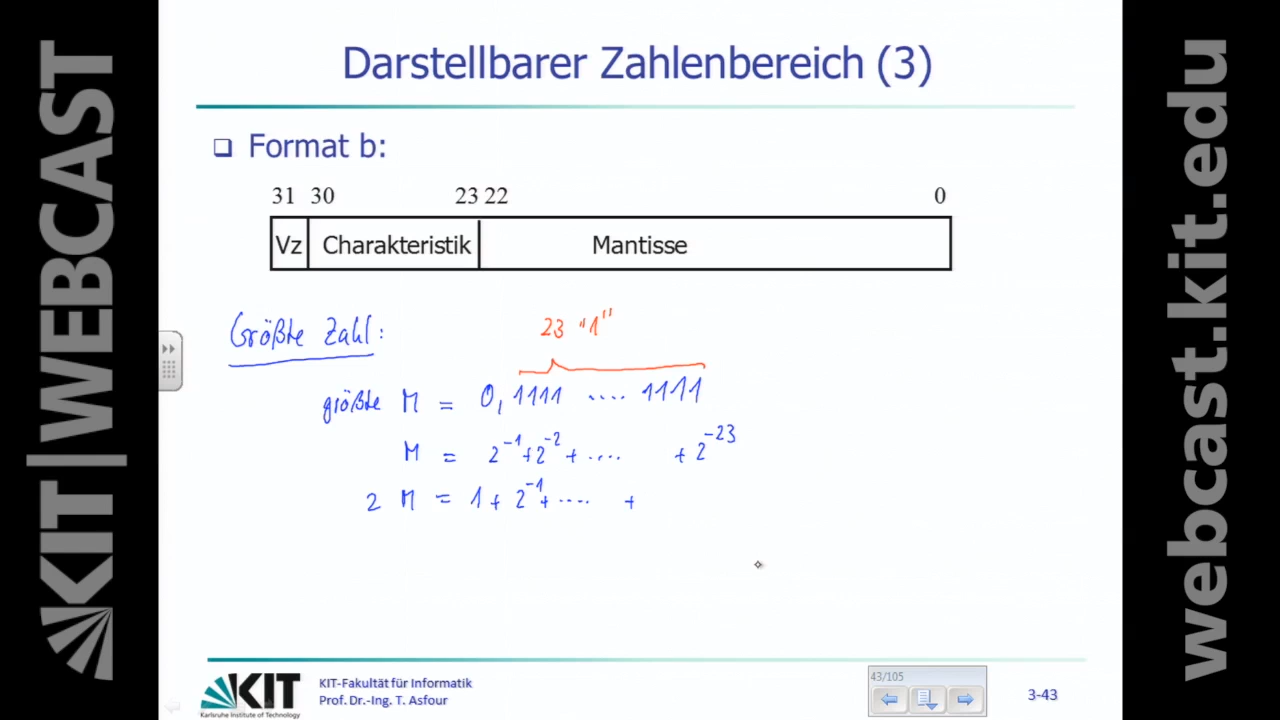 KIT|WEBCAST
Darstellbarer Zahlenbereich (3)
Format b:
31 30 23 22 0
Vz Charakteristik Mantisse
Größte Zahl:
23 "1"
größte M = 0,1111 .... 1111
M = 2^-1 + 2^-2 + .... + 2^-23
2 M = 1 + 2^-1 + .... +
KIT
Karlsruhe Institute of Technology
KIT-Fakultät für Informatik
Prof. Dr.-Ing. T. Asfour
43/105
3-43
webcast.kit.edu